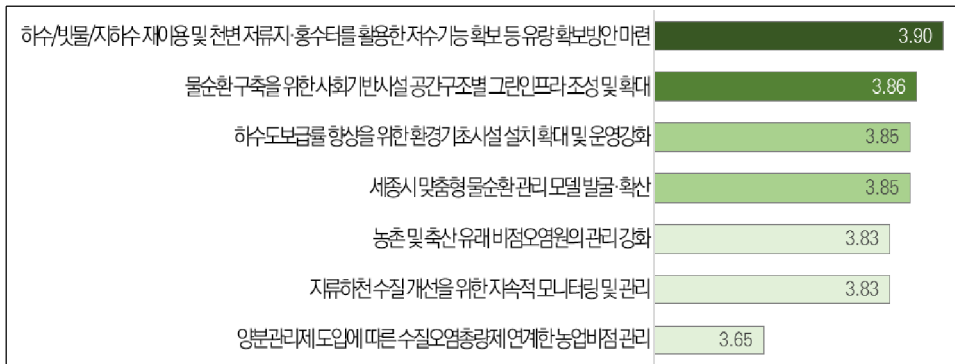 하수/빗물/지하수 재이용 및 천변 저류지·홍수터를 활용한 저수기능 확보 등 유량 확보방안 마련 3.90
물순환 구축을 위한 사회기반시설 공간구조별 그린인프라 조성 및 확대 3.86
하수도보급률 향상을 위한 환경기초시설 설치 확대 및 운영강화 3.85
세종시 맞춤형 물순환 관리 모델 발굴·확산 3.85
농촌 및 축산 유래 비점오염원의 관리 강화 3.83
지류하천 수질 개선을 위한 지속적 모니터링 및 관리 3.83
양분관리제 도입에 따른 수질오염총량제 연계한 농업비점 관리 3.65